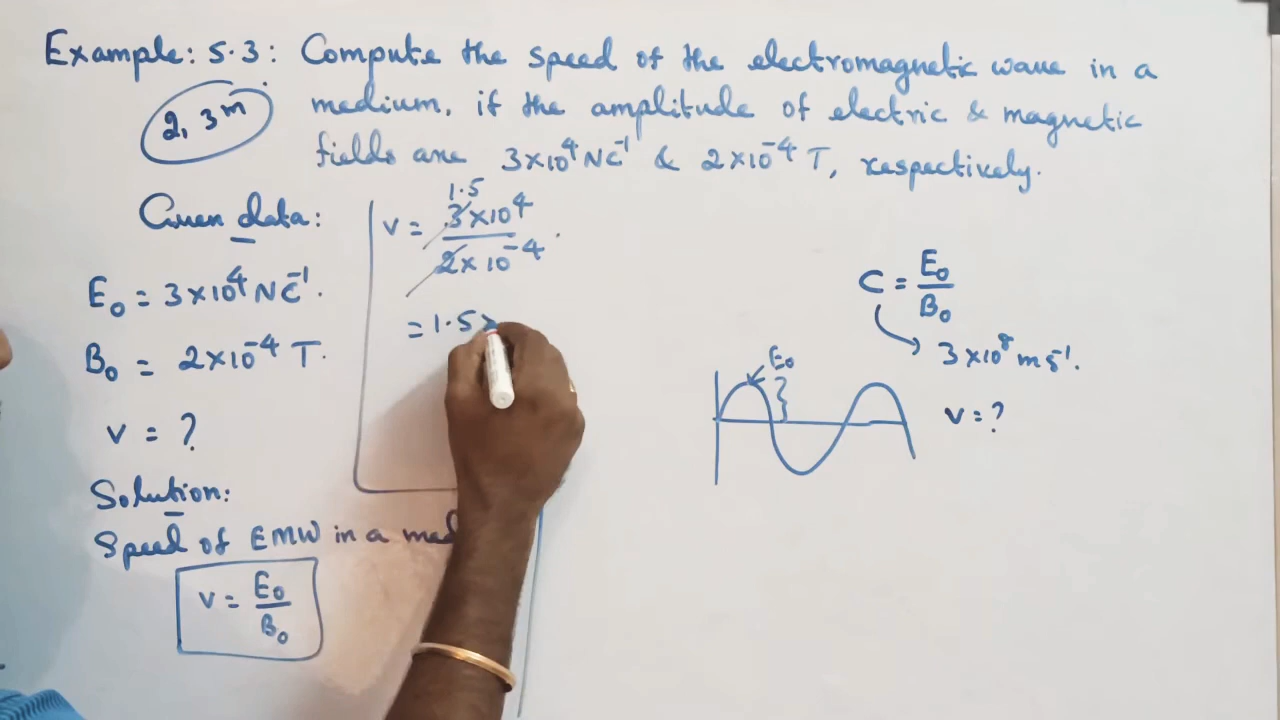 Example: 5.3: Compute the speed of the electromagnetic wave in a
2, 3m
medium, if the amplitude of electric & magnetic
fields are 3×10⁴ NC⁻¹ & 2×10⁻⁴ T, respectively.
Given data:
E₀ = 3×10⁴ NC⁻¹.
B₀ = 2×10⁻⁴ T.
v = ?
Solution:
Speed of EMW in a med
v = E₀
B₀
1.5
v = 3×10⁴
2×10⁻⁴
= 1.5×
C = E₀
B₀
3×10⁸ ms⁻¹.
E₀
v = ?